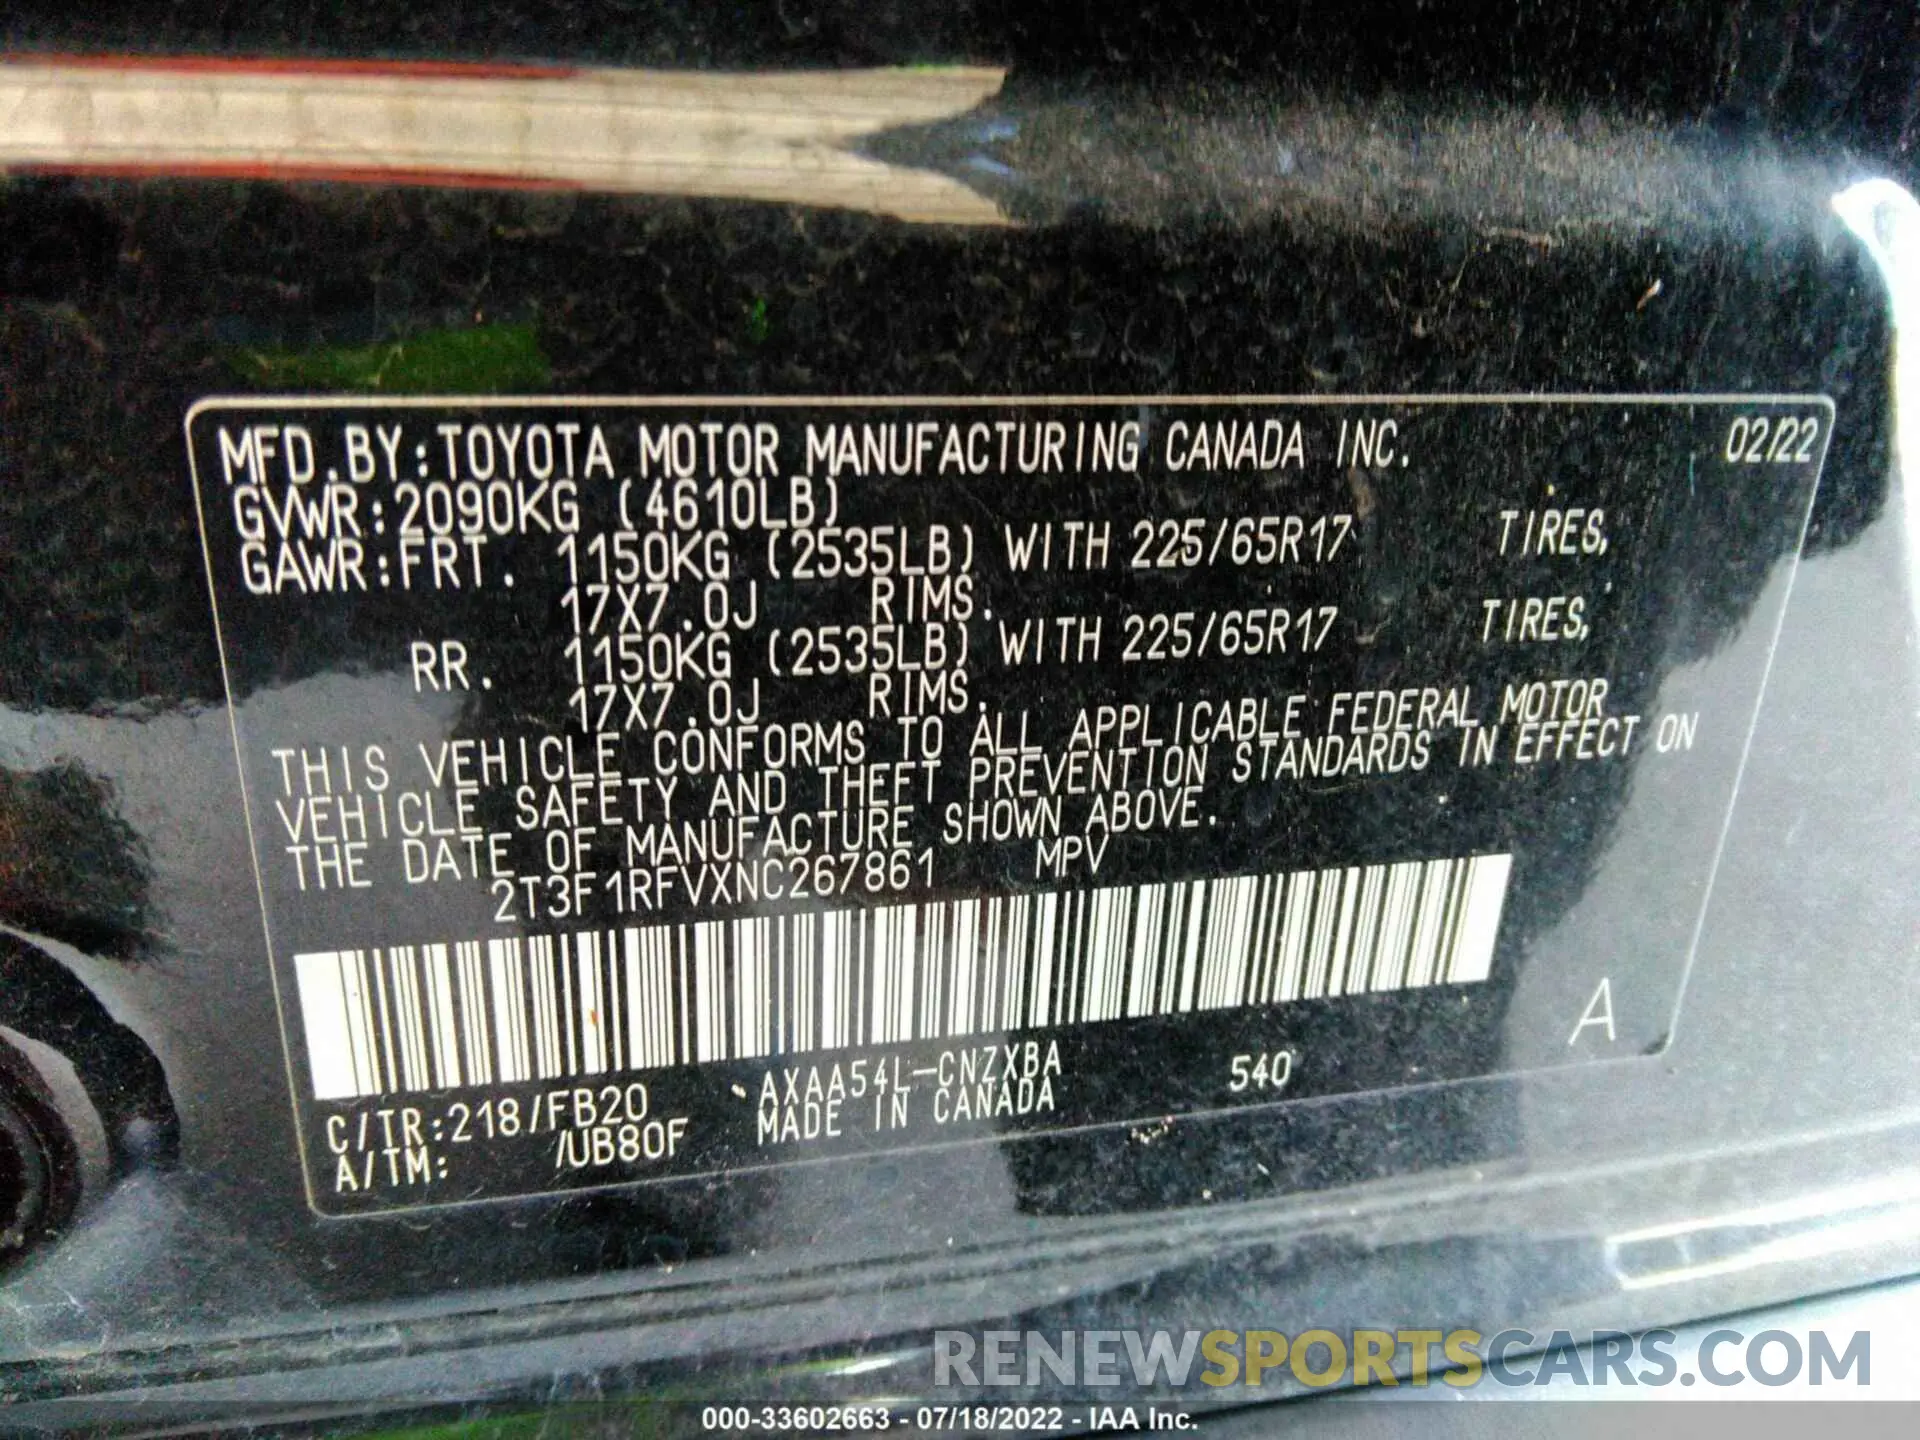 MFD.BY:TOYOTA MOTOR MANUFACTURING CANADA INC. 02/22
GVWR:2090KG (4610LB)
GAWR:FRT. 1150KG (2535LB) WITH 225/65R17 TIRES,
17X7.0J RIMS.
RR. 1150KG (2535LB) WITH 225/65R17 TIRES,
17X7.0J RIMS.
THIS VEHICLE CONFORMS TO ALL APPLICABLE FEDERAL MOTOR
VEHICLE SAFETY AND THEFT PREVENTION STANDARDS IN EFFECT ON
THE DATE OF MANUFACTURE SHOWN ABOVE.
2T3F1RFVXNC267861 MPV
A
C/TR:218/FB20 AXAA54L-CNZXBA 540
A/TM: /UB80F MADE IN CANADA
RENEWSPORTSCARS.COM
000-33602663 - 07/18/2022 - IAA Inc.